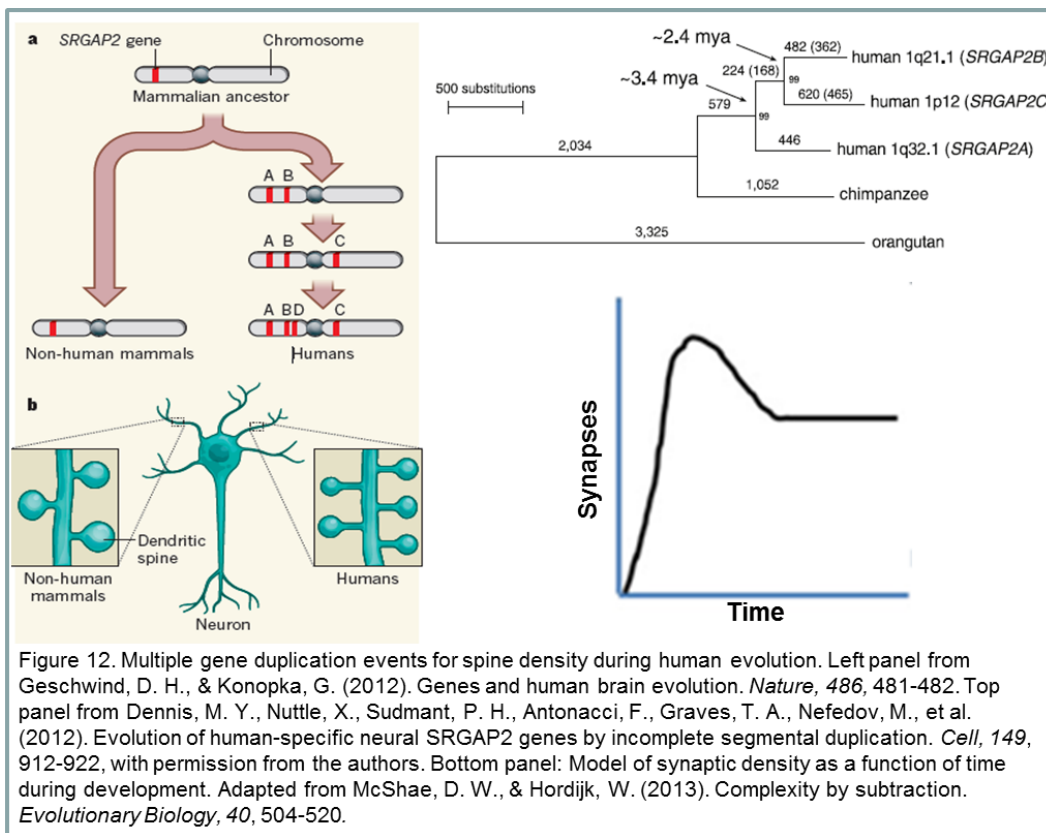 a
SRGAP2 gene
Chromosome
Mammalian ancestor
A B
A B C
A BD C
Non-human mammals
Humans
b
Dendritic
spine
Non-human
mammals
Humans
Neuron
~2.4 mya
~3.4 mya
500 substitutions
482 (362)
human 1q21.1 (SRGAP2B)
224 (168)
99
620 (465)
human 1p12 (SRGAP2C
579
99
446
human 1q32.1 (SRGAP2A)
2,034
1,052
chimpanzee
3,325
orangutan
Synapses
Time
Figure 12. Multiple gene duplication events for spine density during human evolution. Left panel from
Geschwind, D. H., & Konopka, G. (2012). Genes and human brain evolution. Nature, 486, 481-482. Top
panel from Dennis, M. Y., Nuttle, X., Sudmant, P. H., Antonacci, F., Graves, T. A., Nefedov, M., et al.
(2012). Evolution of human-specific neural SRGAP2 genes by incomplete segmental duplication. Cell, 149,
912-922, with permission from the authors. Bottom panel: Model of synaptic density as a function of time
during development. Adapted from McShae, D. W., & Hordijk, W. (2013). Complexity by subtraction.
Evolutionary Biology, 40, 504-520.